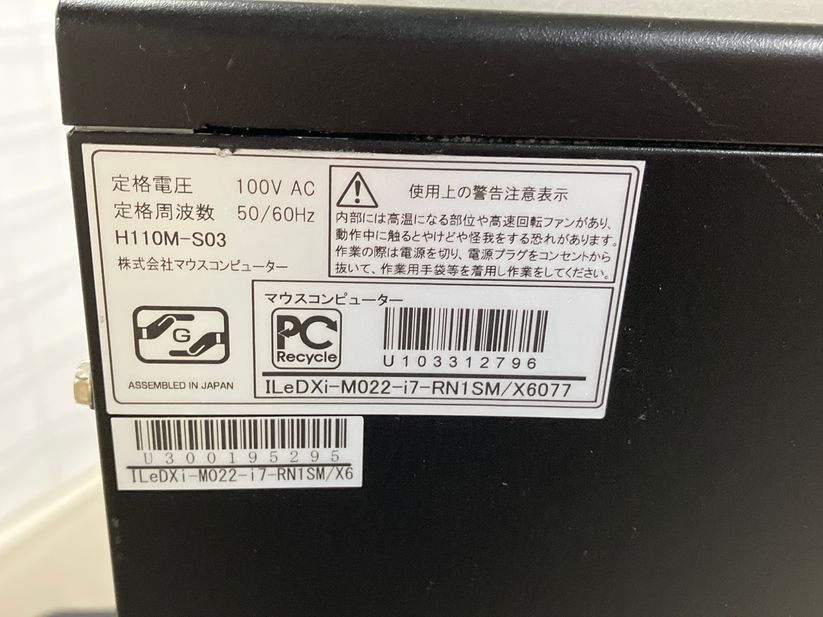 定格電圧 100V AC
定格周波数 50/60Hz
H110M-S03
株式会社マウスコンピューター
使用上の警告注意表示
内部には高温になる部位や高速回転ファンがあり、
動作中に触るとやけどや怪我をする恐れがあります。
作業の際は電源を切り、電源プラグをコンセントから
抜いて、作業用手袋等を着用し作業をしてください。
G
ASSEMBLED IN JAPAN
マウスコンピューター
PC
Recycle
U103312796
ILeDXi-M022-i7-RN1SM/X6077
U300195295
ILeDXi-M022-i7-RN1SM/X6